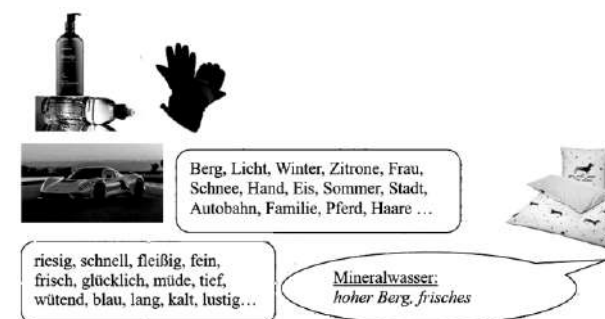 Berg, Licht, Winter, Zitrone, Frau,
Schnee, Hand, Eis, Sommer, Stadt,
Autobahn, Familie, Pferd, Haare ...
riesig, schnell, fleißig, fein,
frisch, glücklich, müde, tief,
wütend, blau, lang, kalt, lustig...
Mineralwasser:
hoher Berg, frisches